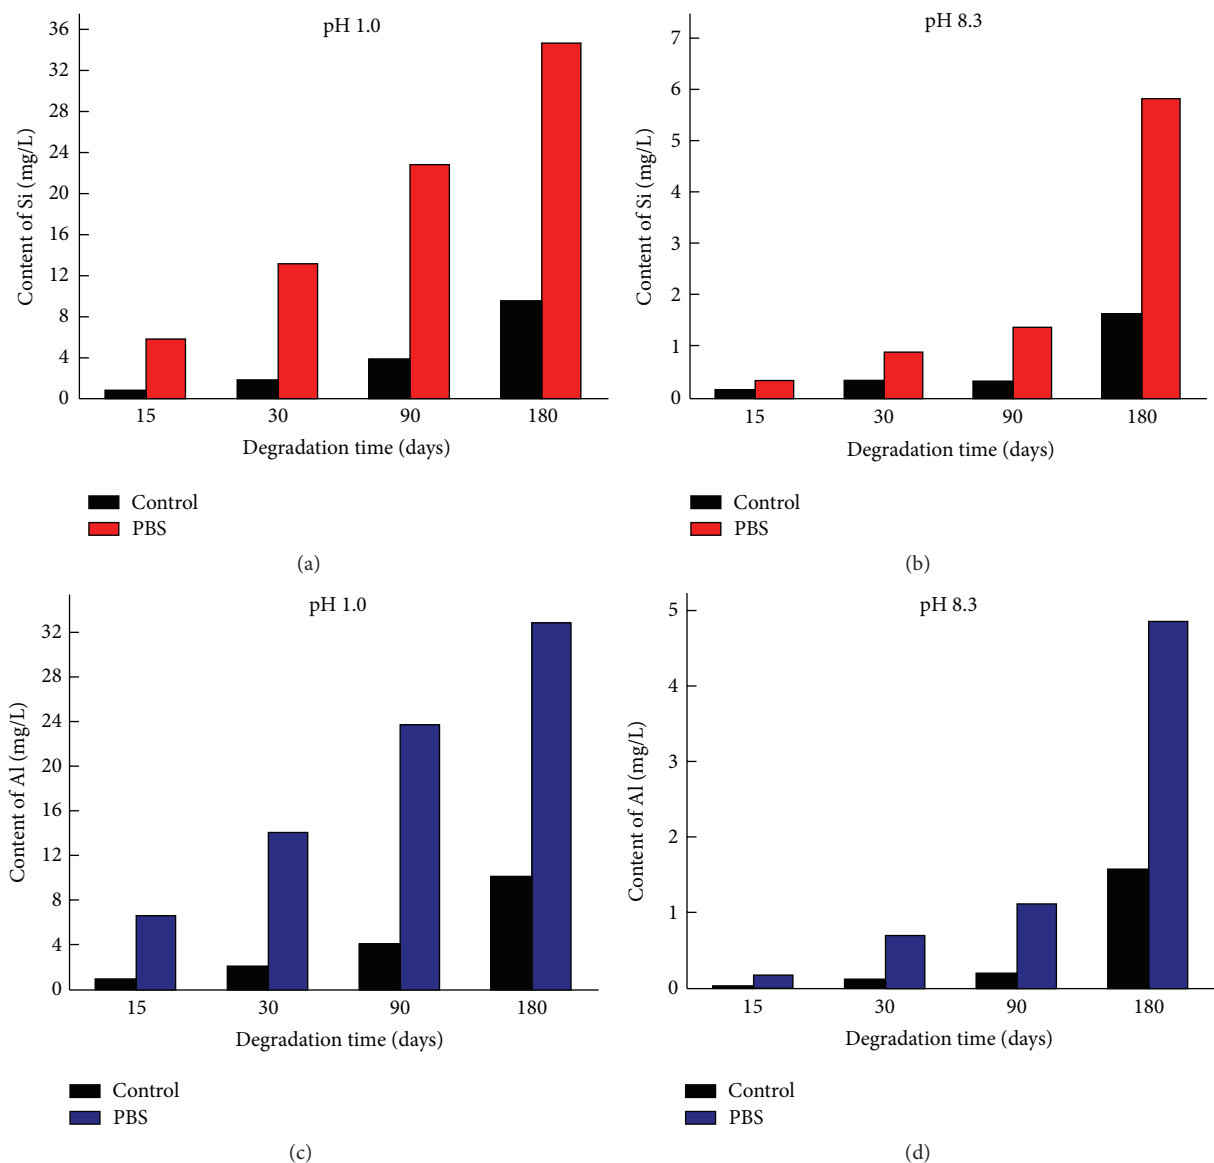 pH 1.0
36
32
28
24
20
16
12
8
4
0
Content of Si (mg/L)
15 30 90 180
Degradation time (days)
Control
PBS
(a)
pH 8.3
7
6
5
4
3
2
1
0
Content of Si (mg/L)
15 30 90 180
Degradation time (days)
Control
PBS
(b)
pH 1.0
32
28
24
20
16
12
8
4
0
Content of Al (mg/L)
15 30 90 180
Degradation time (days)
Control
PBS
(c)
pH 8.3
5
4
3
2
1
0
Content of Al (mg/L)
15 30 90 180
Degradation time (days)
Control
PBS
(d)